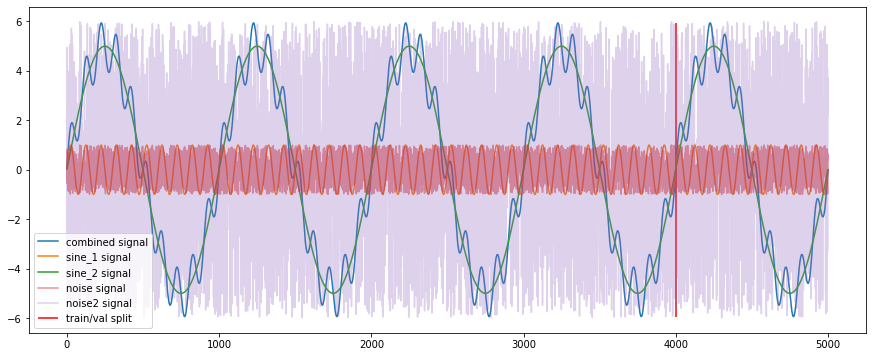 6
4
2
0
−2
−4
−6
combined signal
sine_1 signal
sine_2 signal
noise signal
noise2 signal
train/val split
0 1000 2000 3000 4000 5000